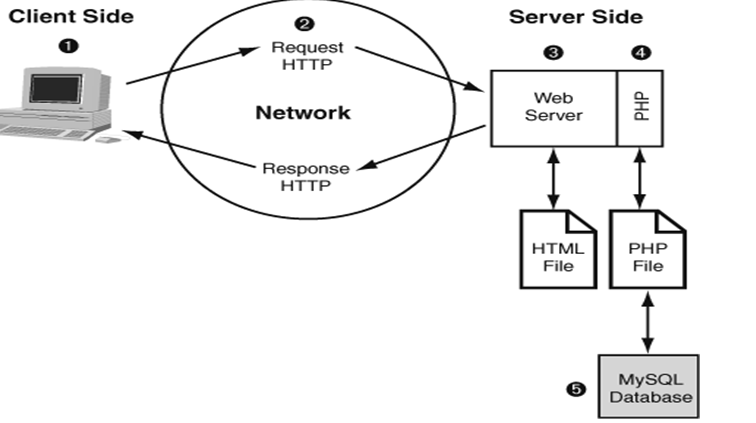 Client Side
Server Side
❶
❷
❸
❹
Request
HTTP
Web
Server
PHP
Network
Response
HTTP
HTML
File
PHP
File
❺
MySQL
Database